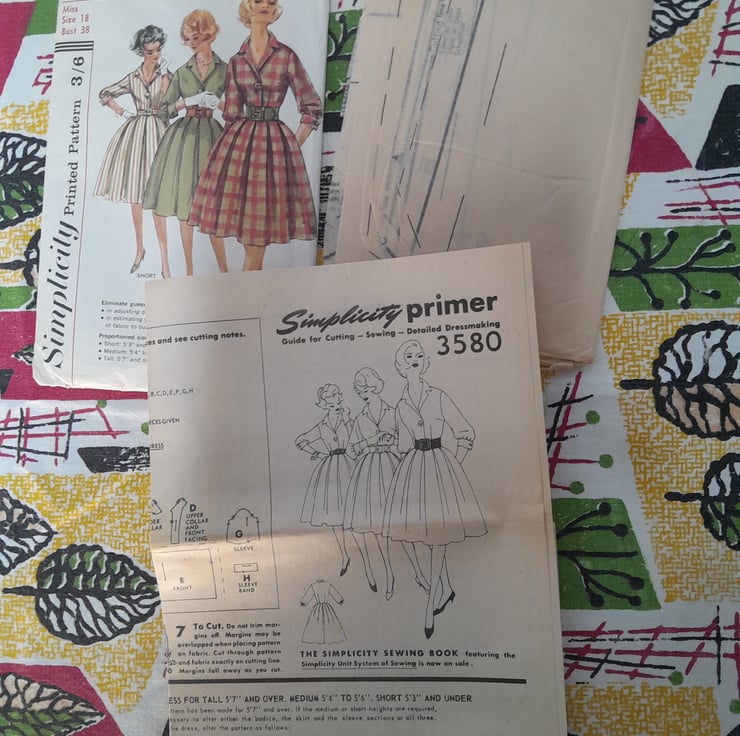 Miss
Size 18
Bust 38
Simplicity Printed Pattern 3/6
SHORT
Eliminate guess
• in adjusting p
• in estimating
of fabric to bu
Proportioned siz
• Short: 5'3" and
• Medium: 5'4" t
• Tall: 5'7" and o
Simplicity primer
Guide for Cutting – Sewing – Detailed Dressmaking
3580
es and see cutting notes.
B,C,D,E,F,G,H
ECES GIVEN
RESS
LAR
D
UPPER
COLLAR
AND
FRONT
FACING
G
SLEEVE
E
FRONT
H
SLEEVE
BAND
7 To Cut. Do not trim mar-
gins off. Margins may be
overlapped when placing pattern
on fabric. Cut through pattern
and fabric exactly on cutting line.
Margins fall away as you cut.
THE SIMPLICITY SEWING BOOK featuring the
Simplicity Unit System of Sewing is now on sale.
ESS FOR TALL 5'7" AND OVER. MEDIUM 5'4" TO 5'6". SHORT 5'3" AND UNDER
ttern has been made for 5'7" and over. If the medium or short heights are required,
ssary to alter either the bodice, the skirt and the sleeve sections or all three.
he dress, alter the pattern as follows: